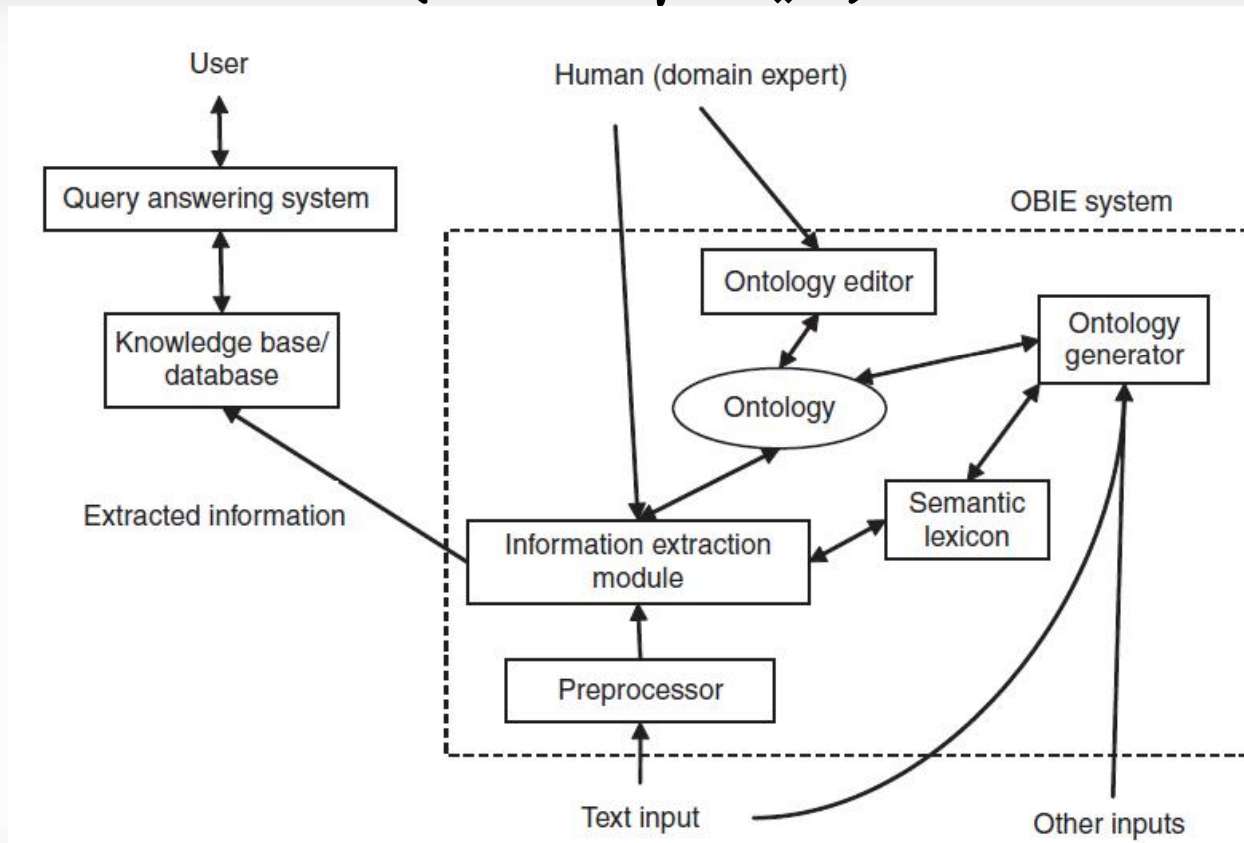 User
Human (domain expert)
Query answering system
OBIE system
Ontology editor
Knowledge base/
database
Ontology
generator
Ontology
Extracted information
Semantic
lexicon
Information extraction
module
Preprocessor
Text input
Other inputs